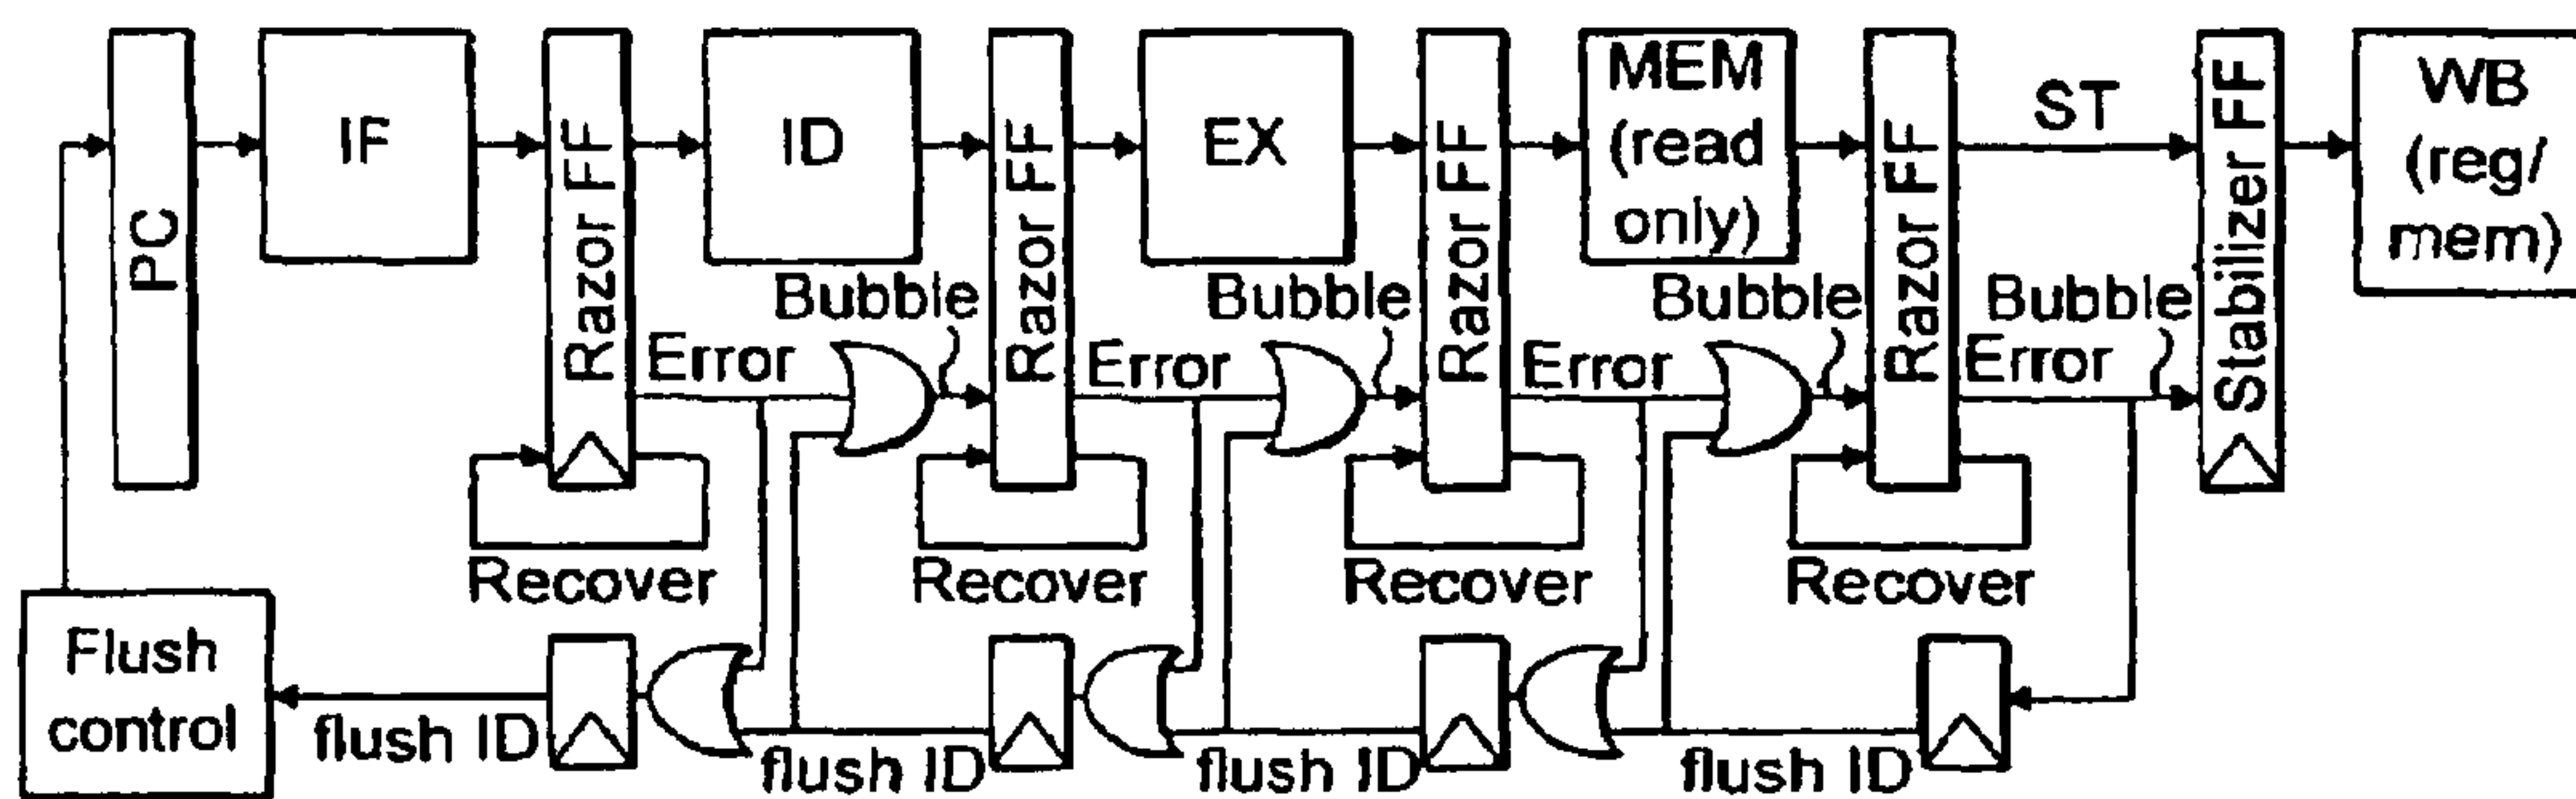 PC
IF
Razor FF
ID
Razor FF
EX
Razor FF
MEM
(read
only)
Razor FF
ST
Stabilizer FF
WB
(reg/
mem)
Bubble
Bubble
Bubble
Bubble
Error
Error
Error
Error
Recover
Recover
Recover
Recover
Flush
control
flush ID
flush ID
flush ID
flush ID